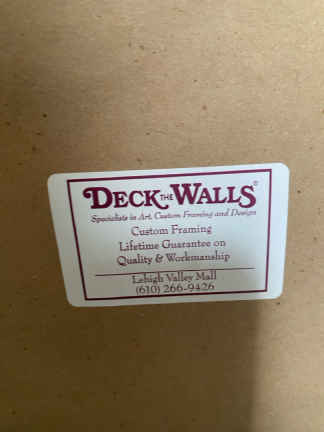 DECK THE WALLS®
Specialists in Art, Custom Framing and Design
Custom Framing
Lifetime Guarantee on
Quality & Workmanship
Lehigh Valley Mall
(610) 266-9426